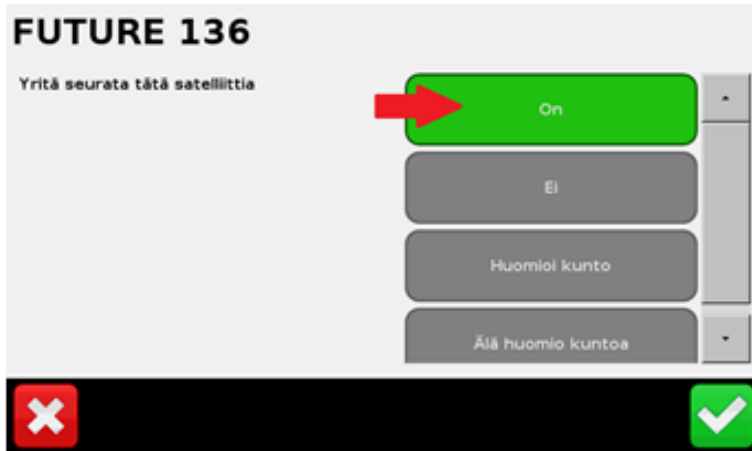 FUTURE 136
Yritä seurata tätä satelliittia
On
Ei
Huomioi kunto
Älä huomio kuntoa